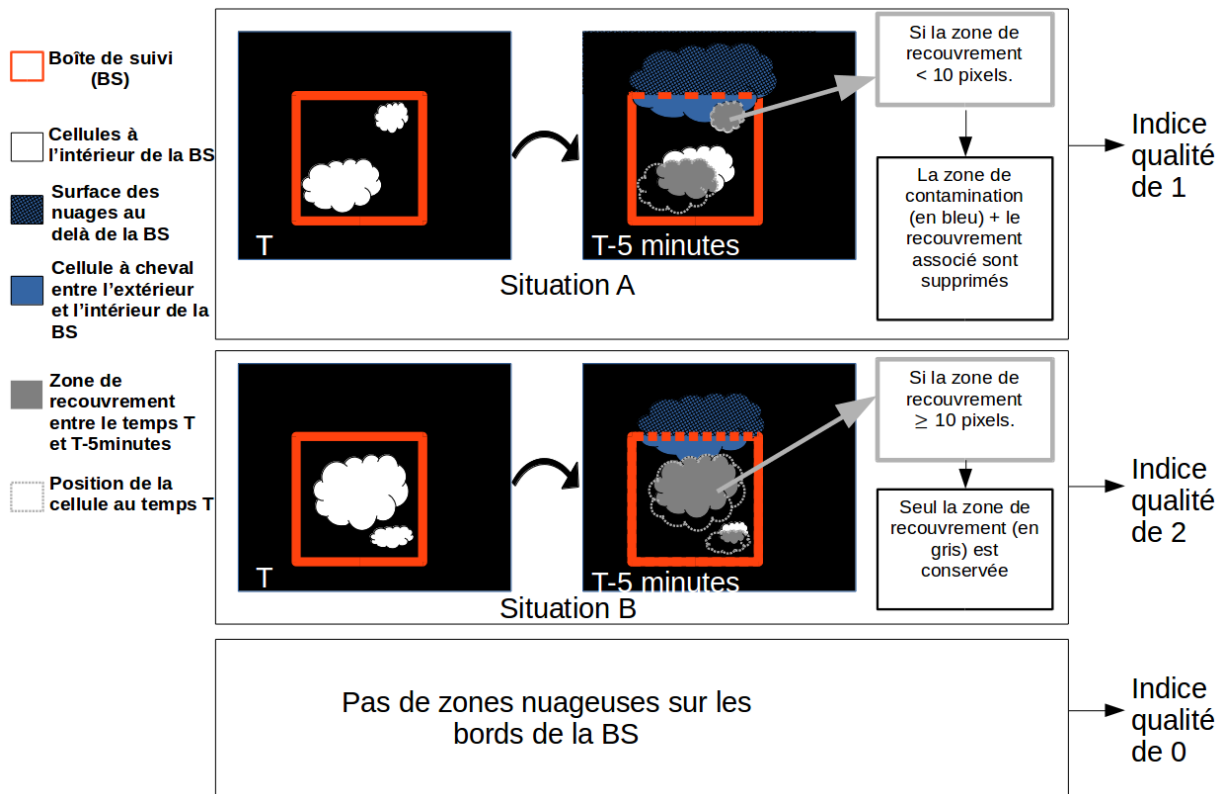 Boîte de suivi
(BS)
Cellules à
l'intérieur de la BS
Surface des
nuages au
delà de la BS
Cellule à cheval
entre l'extérieur
et l'intérieur de la
BS
Zone de
recouvrement
entre le temps T
et T-5minutes
Position de la
cellule au temps T
T
T-5 minutes
Situation A
Si la zone de
recouvrement
< 10 pixels.
La zone de
contamination
(en bleu) + le
recouvrement
associé sont
supprimés
Indice
qualité
de 1
T
T-5 minutes
Situation B
Si la zone de
recouvrement
≥ 10 pixels.
Seul la zone de
recouvrement (en
gris) est
conservée
Indice
qualité
de 2
Pas de zones nuageuses sur les
bords de la BS
Indice
qualité
de 0